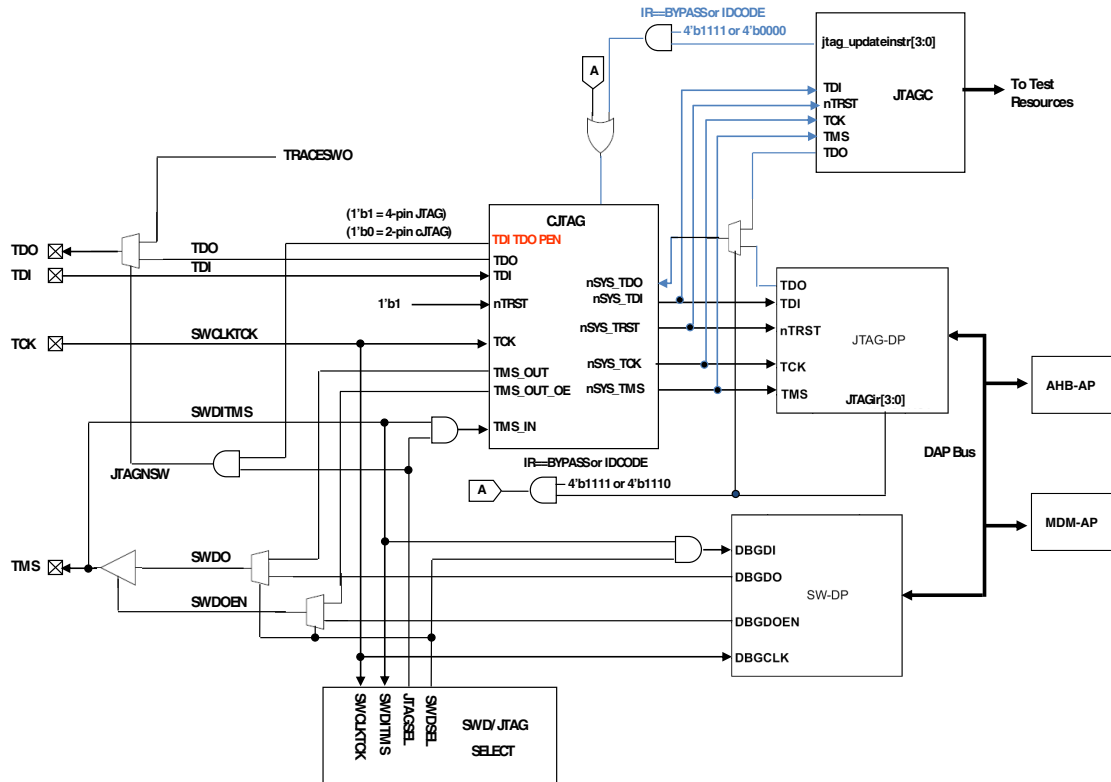 IR==BYPASS or IDCODE
4'b1111 or 4'b0000
jtag_updateinstr[3:0]
A
TDI
nTRST
JTAGC
TCK
TMS
TDO
To Test
Resources
TRACESWO
(1'b1 = 4-pin JTAG)
(1'b0 = 2-pin cJTAG)
CJTAG
TDI TDO PEN
TDO
TDO
TDO
TDI
TDI
TDI
nSYS_TDO
nSYS_TDI
TDO
TDI
1'b1
nTRST
nSYS_TRST
nTRST
JTAG-DP
TCK
SWCLKTCK
TCK
nSYS_TCK
TCK
TMS_OUT
TMS_OUT_OE
nSYS_TMS
TMS
JTAGir[3:0]
AHB-AP
SWDITMS
TMS_IN
IR==BYPASS or IDCODE
4'b1111 or 4'b1110
A
DAP Bus
JTAGNSW
MDM-AP
TMS
SWDO
SWDOEN
DBGDI
DBGDO
SW-DP
DBGDOEN
DBGCLK
SWCLKTCK
SWDITMS
JTAGSEL
SWDSEL
SWD/JTAG
SELECT